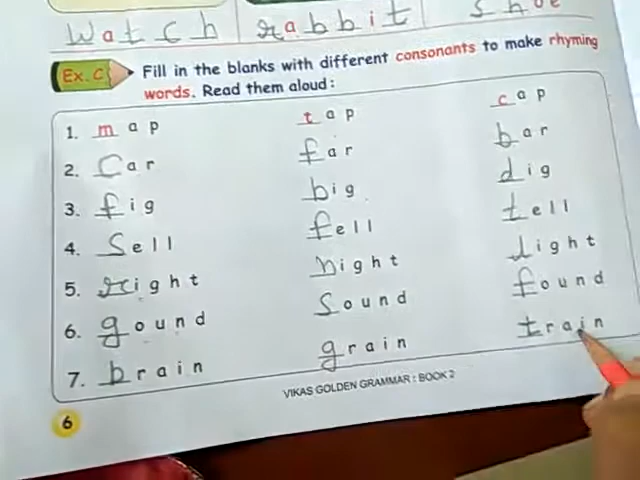 Watch rabbit Shoe
Ex. C Fill in the blanks with different consonants to make rhyming
words. Read them aloud:
1. map tap cap
2. Car far bar
3. fig big dig
4. Sell fell tell
5. right night light
6. gound Sound found
7. brain grain train
VIKAS GOLDEN GRAMMAR : BOOK 2
6